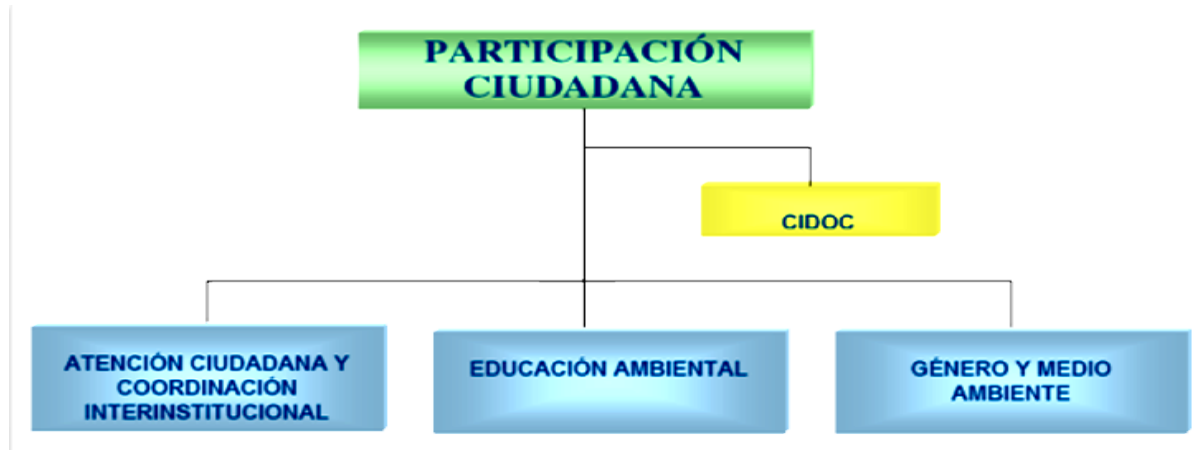 PARTICIPACIÓN
CIUDADANA
CIDOC
ATENCIÓN CIUDADANA Y
COORDINACIÓN
INTERINSTITUCIONAL
EDUCACIÓN AMBIENTAL
GÉNERO Y MEDIO
AMBIENTE